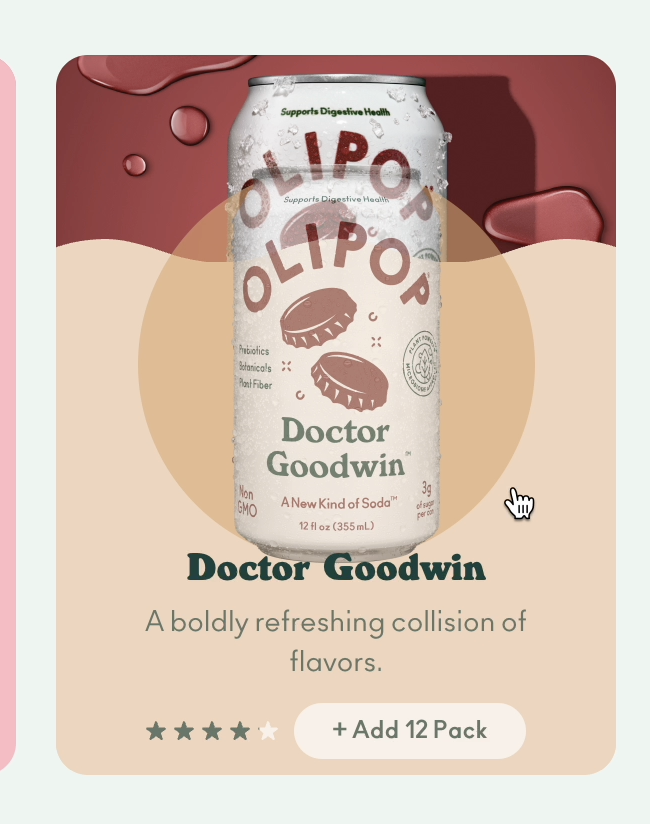 Supports Digestive Health
OLIPOP
Supports Digestive Health
OLIPOP
Prebiotics
Botanicals
Plant Fiber
Doctor
Goodwin™
Non
GMO
A New Kind of Soda™
3g
of sugar
12 fl oz (355 mL)
Doctor Goodwin
A boldly refreshing collision of
flavors.
+ Add 12 Pack